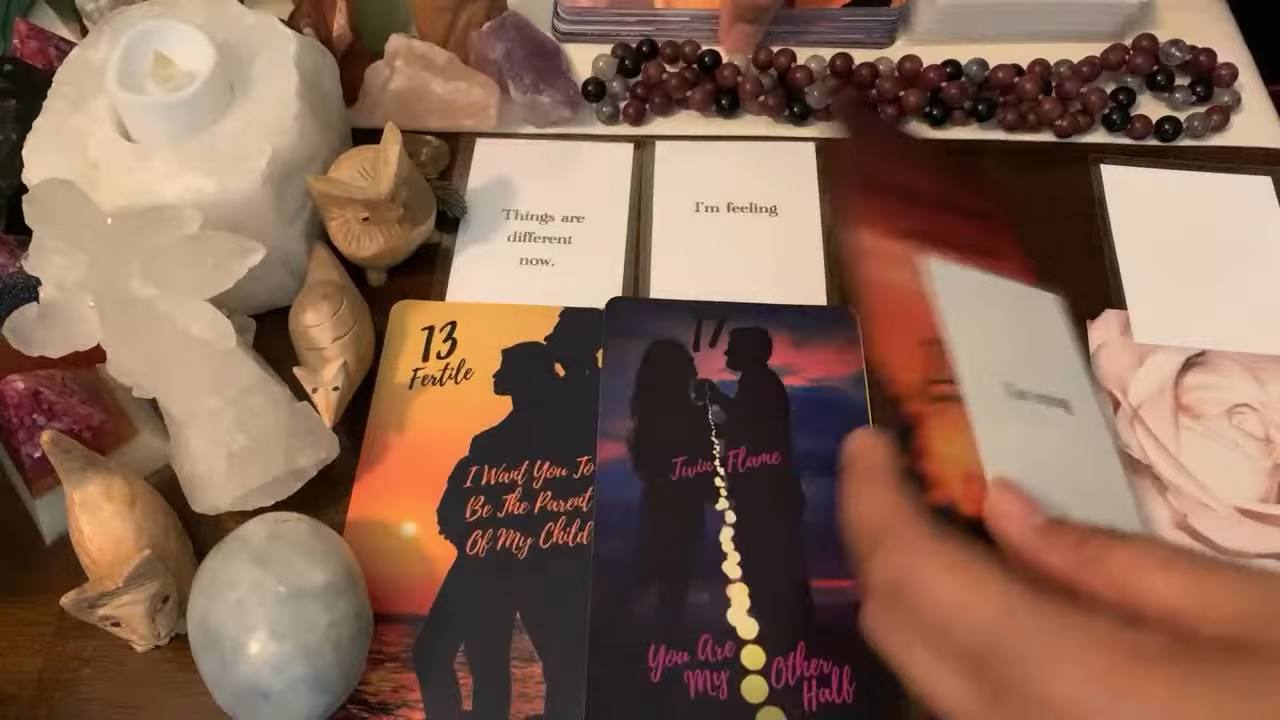 Things are
different
now.
I'm feeling
13
Fertile
I Want You To
Be The Parent
Of My Child
17
Twin Flame
You Are
My
Other
Half